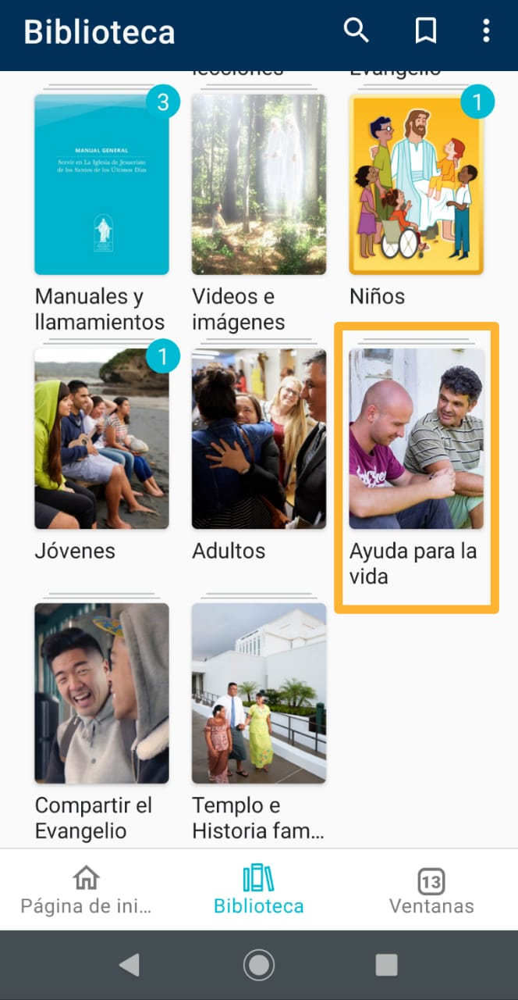 Biblioteca
lecciones
Evangelio
3
1
MANUAL GENERAL
Servir en La Iglesia de Jesucristo
de los Santos de los Últimos Días
Manuales y
llamamientos
Videos e
imágenes
Niños
1
Jóvenes
Adultos
Ayuda para la
vida
Compartir el
Evangelio
Templo e
Historia fam...
Página de ini...
Biblioteca
13
Ventanas